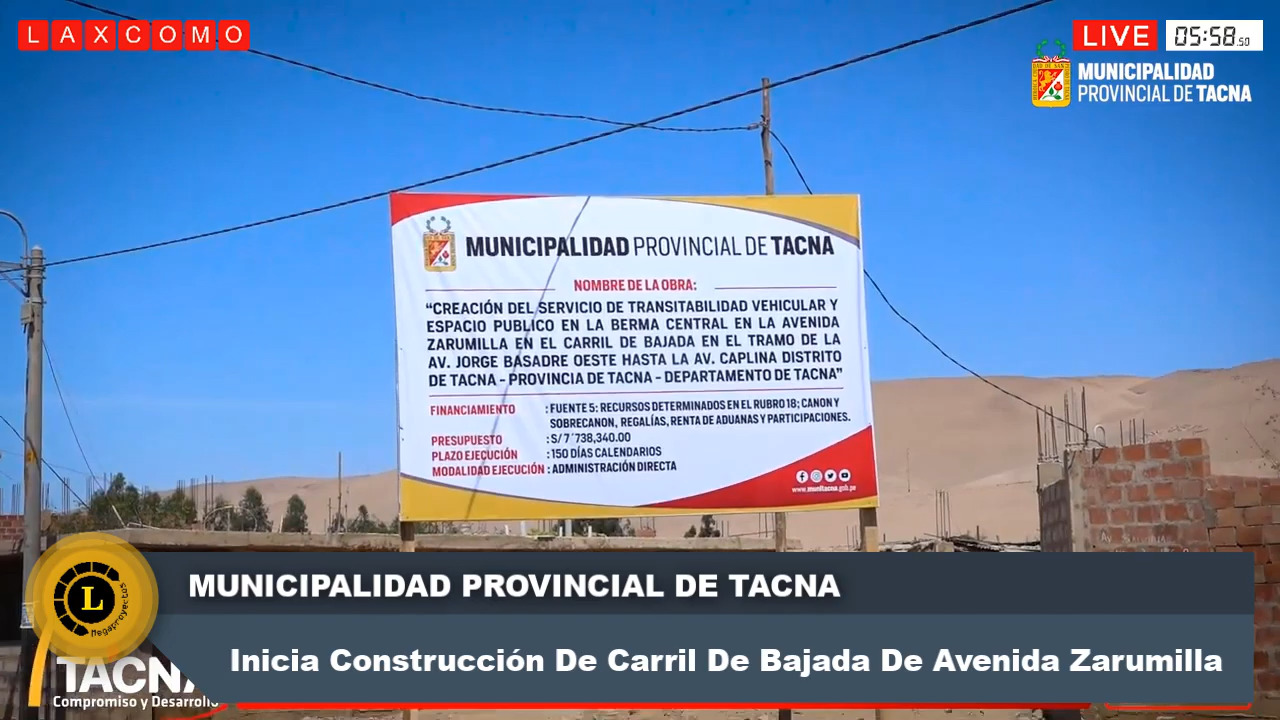 LAXCOMO
LIVE 05:58.50
MUNICIPALIDAD
PROVINCIAL DE TACNA
MUNICIPALIDAD PROVINCIAL DE TACNA
NOMBRE DE LA OBRA:
“CREACIÓN DEL SERVICIO DE TRANSITABILIDAD VEHICULAR Y
ESPACIO PUBLICO EN LA BERMA CENTRAL EN LA AVENIDA
ZARUMILLA EN EL CARRIL DE BAJADA EN EL TRAMO DE LA
AV. JORGE BASADRE OESTE HASTA LA AV. CAPLINA DISTRITO
DE TACNA - PROVINCIA DE TACNA - DEPARTAMENTO DE TACNA”
FINANCIAMIENTO : FUENTE 5: RECURSOS DETERMINADOS EN EL RUBRO 18; CANON Y
SOBRECANON, REGALÍAS, RENTA DE ADUANAS Y PARTICIPACIONES.
PRESUPUESTO : S/ 7´738,340.00
PLAZO EJECUCIÓN : 150 DÍAS CALENDARIOS
MODALIDAD EJECUCIÓN : ADMINISTRACIÓN DIRECTA
www.munitacna.gob.pe
MUNICIPALIDAD PROVINCIAL DE TACNA
L
Megaproyectos
Inicia Construcción De Carril De Bajada De Avenida Zarumilla
TACNA
Compromiso y Desarrollo